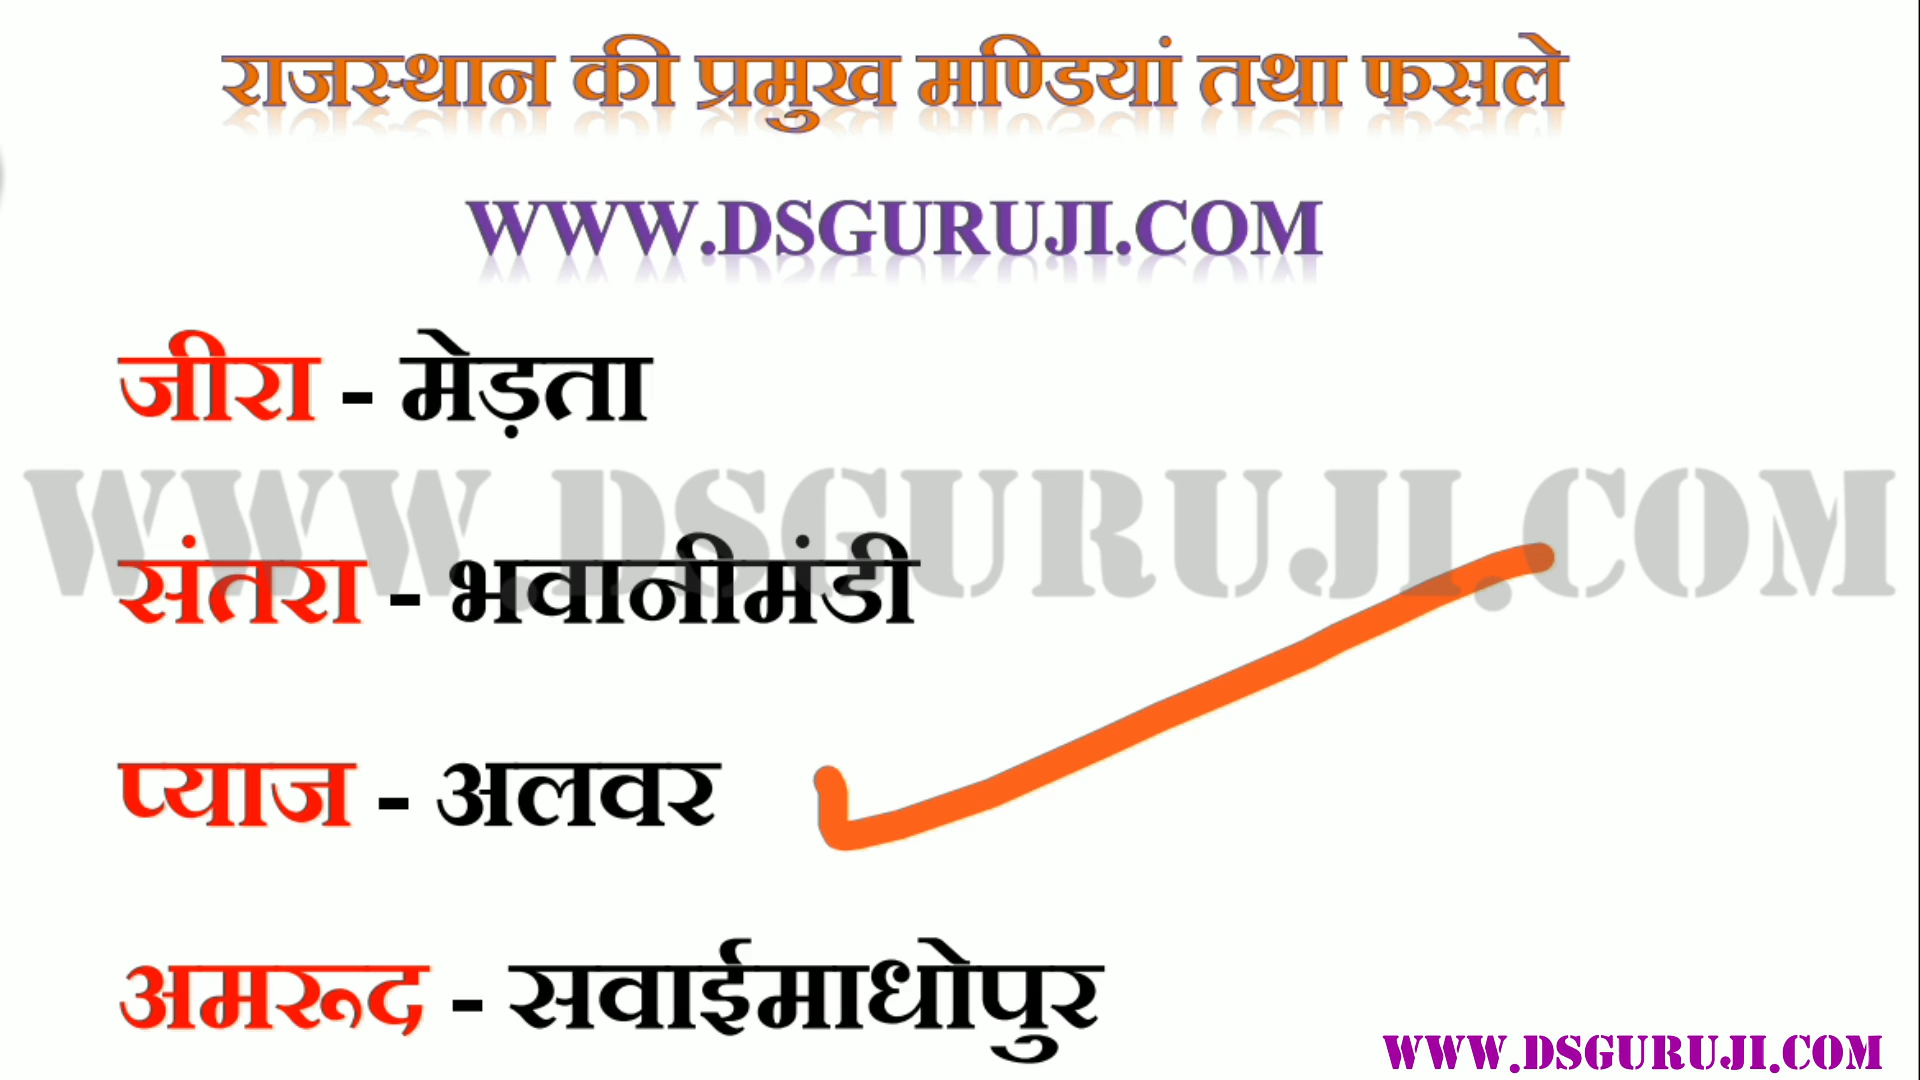 राजस्थान की प्रमुख मण्डियां तथा फसले
WWW.DSGURUJI.COM
जीरा - मेड़ता
WWW.DSGURUJI.COM
संतरा - भवानीमंडी
प्याज - अलवर
अमरूद - सवाईमाधोपुर
WWW.DSGURUJI.COM